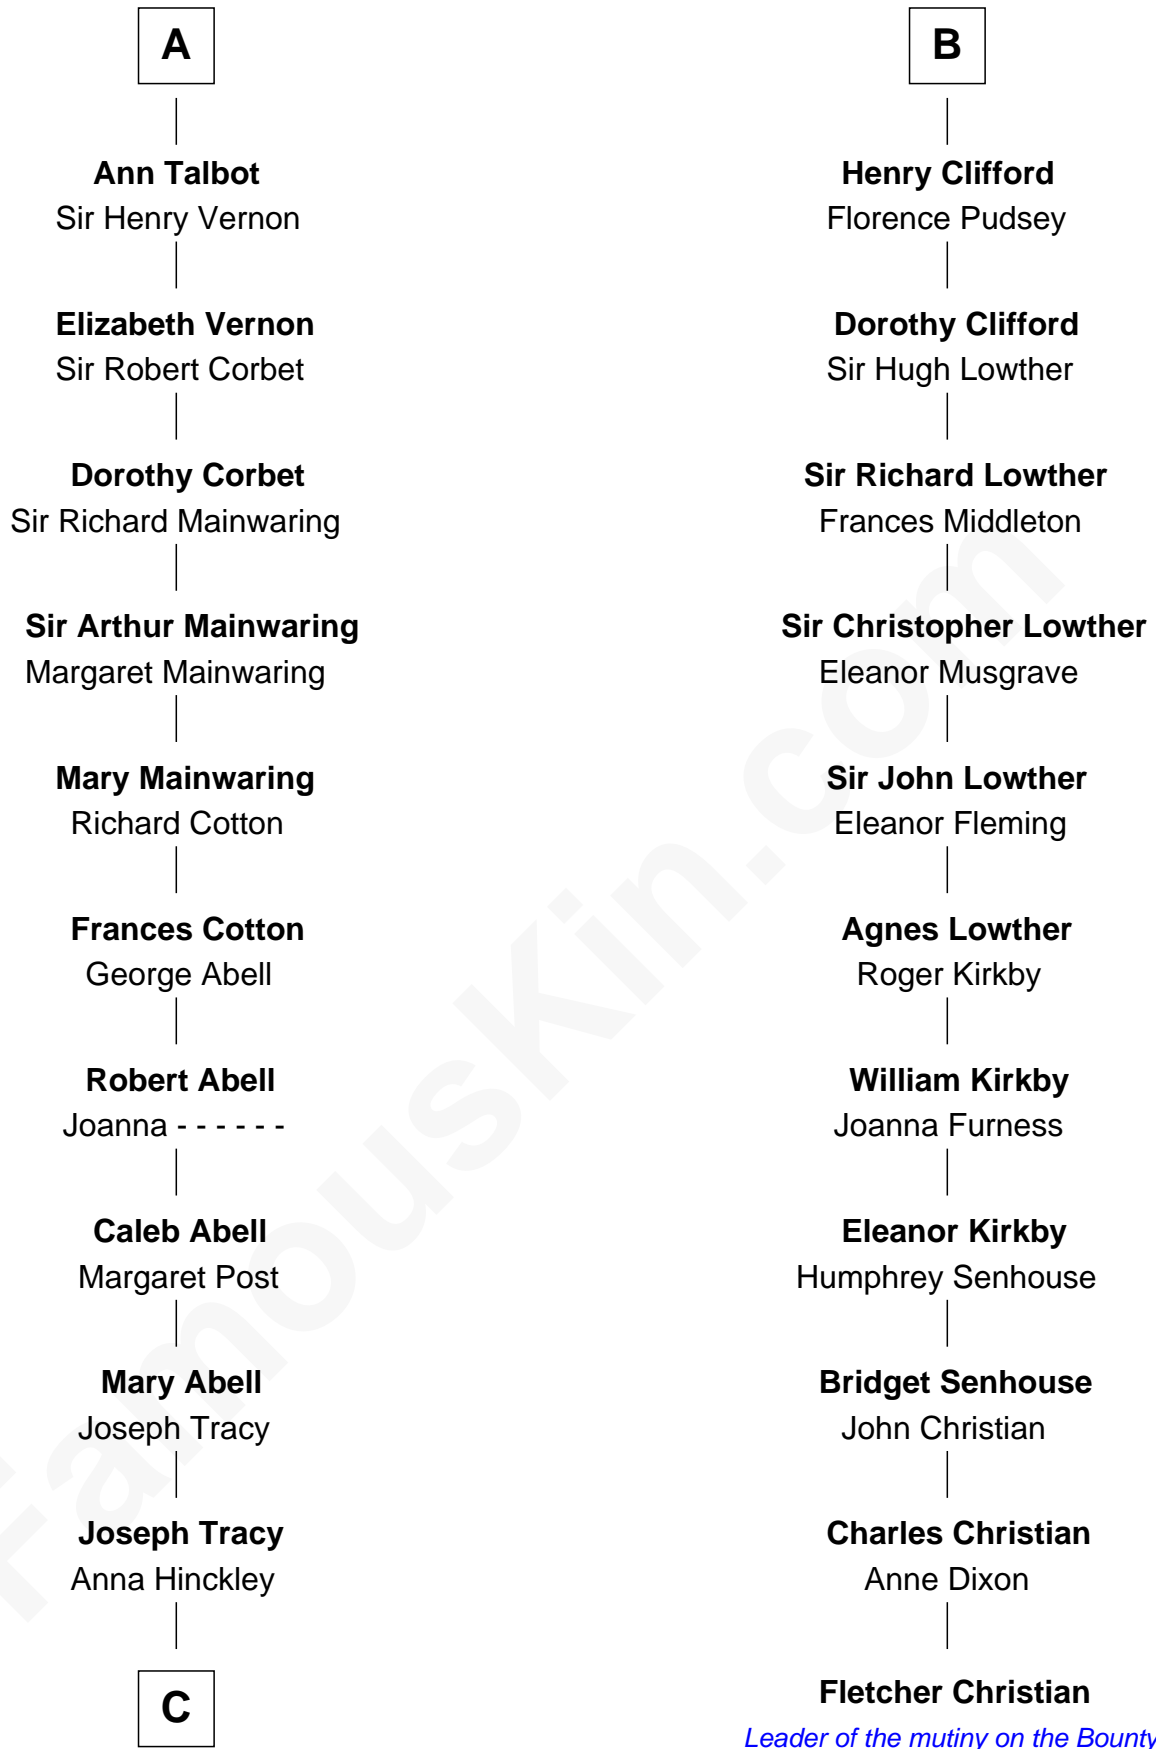 A
Ann Talbot
Sir Henry Vernon
Elizabeth Vernon
Sir Robert Corbet
Dorothy Corbet
Sir Richard Mainwaring
Sir Arthur Mainwaring
Margaret Mainwaring
Mary Mainwaring
Richard Cotton
Frances Cotton
George Abell
Robert Abell
Joanna - - - - - -
Caleb Abell
Margaret Post
Mary Abell
Joseph Tracy
Joseph Tracy
Anna Hinckley
C
B
Henry Clifford
Florence Pudsey
Dorothy Clifford
Sir Hugh Lowther
Sir Richard Lowther
Frances Middleton
Sir Christopher Lowther
Eleanor Musgrave
Sir John Lowther
Eleanor Fleming
Agnes Lowther
Roger Kirkby
William Kirkby
Joanna Furness
Eleanor Kirkby
Humphrey Senhouse
Bridget Senhouse
John Christian
Charles Christian
Anne Dixon
Fletcher Christian
Leader of the mutiny on the Bounty
FamousKin.com